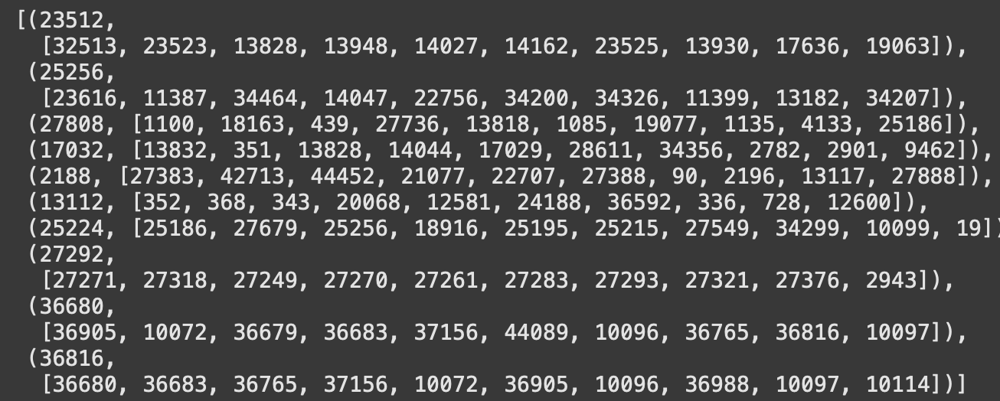 [(23512,
[32513, 23523, 13828, 13948, 14027, 14162, 23525, 13930, 17636, 19063]),
(25256,
[23616, 11387, 34464, 14047, 22756, 34200, 34326, 11399, 13182, 34207]),
(27808, [1100, 18163, 439, 27736, 13818, 1085, 19077, 1135, 4133, 25186]),
(17032, [13832, 351, 13828, 14044, 17029, 28611, 34356, 2782, 2901, 9462]),
(2188, [27383, 42713, 44452, 21077, 22707, 27388, 90, 2196, 13117, 27888]),
(13112, [352, 368, 343, 20068, 12581, 24188, 36592, 336, 728, 12600]),
(25224, [25186, 27679, 25256, 18916, 25195, 25215, 27549, 34299, 10099, 19])
(27292,
[27271, 27318, 27249, 27270, 27261, 27283, 27293, 27321, 27376, 2943]),
(36680,
[36905, 10072, 36679, 36683, 37156, 44089, 10096, 36765, 36816, 10097]),
(36816,
[36680, 36683, 36765, 37156, 10072, 36905, 10096, 36988, 10097, 10114])]